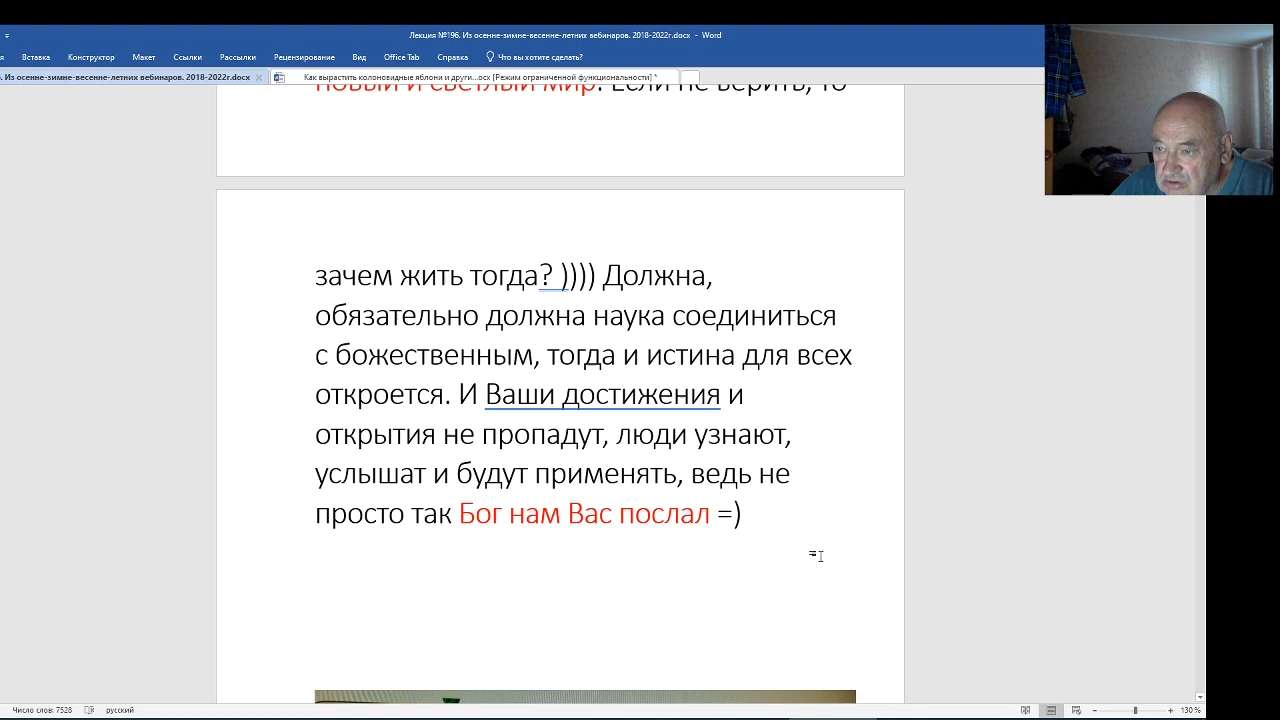 Лекция №196. Из осенне-зимне-весенне-летних вебинаров. 2018-2022г.docx - Word
Вставка Конструктор Макет Ссылки Рассылки Рецензирование Вид Office Tab Справка Что вы хотите сделать?
. Из осенне-зимне-весенне-летних вебинаров. 2018-2022г.docx Как вырастить колоновидные яблони и други...ocx [Режим ограниченной функциональности] *
новый и светлый мир. Если не верить, то
зачем жить тогда? )))) Должна,
обязательно должна наука соединиться
с божественным, тогда и истина для всех
откроется. И Ваши достижения и
открытия не пропадут, люди узнают,
услышат и будут применять, ведь не
просто так Бог нам Вас послал =)
Число слов: 7528 русский 130 %